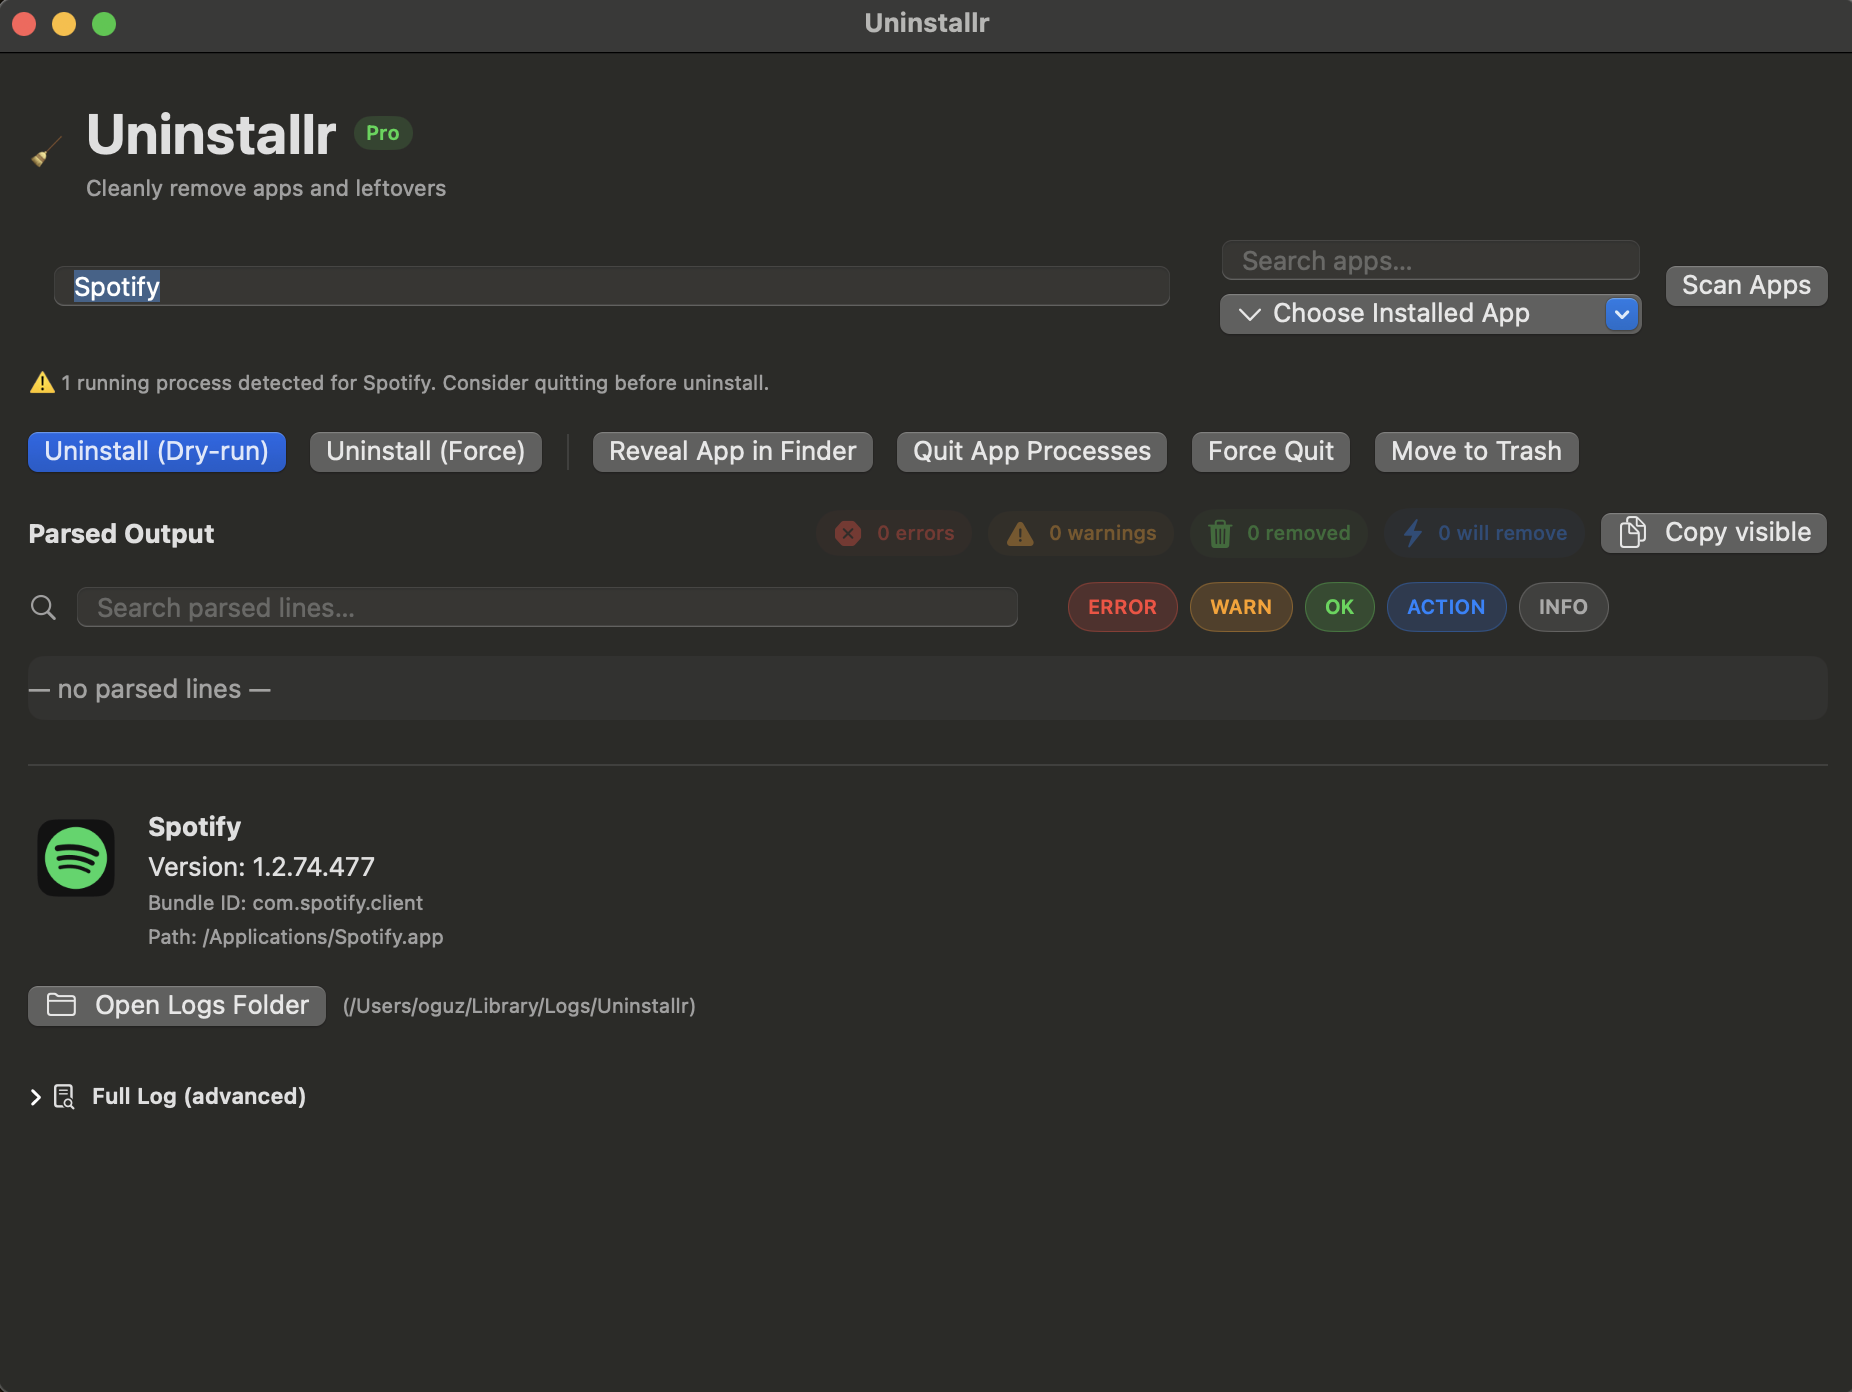 Uninstallr
Uninstallr Pro
Cleanly remove apps and leftovers
Spotify
Search apps...
Choose Installed App
Scan Apps
1 running process detected for Spotify. Consider quitting before uninstall.
Uninstall (Dry-run) Uninstall (Force) Reveal App in Finder Quit App Processes Force Quit Move to Trash
Parsed Output 0 errors 0 warnings 0 removed 0 will remove Copy visible
Search parsed lines... ERROR WARN OK ACTION INFO
— no parsed lines —
Spotify
Version: 1.2.74.477
Bundle ID: com.spotify.client
Path: /Applications/Spotify.app
Open Logs Folder (/Users/oguz/Library/Logs/Uninstallr)
Full Log (advanced)